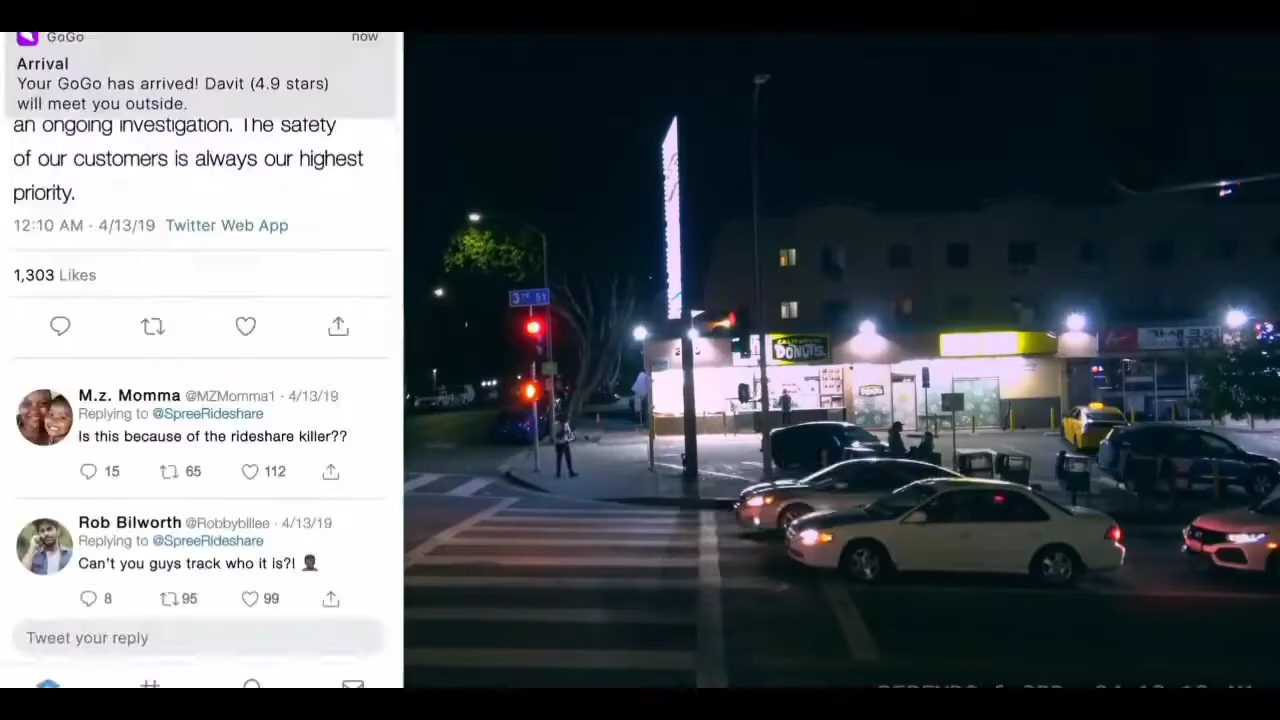 GoGo now
Arrival
Your GoGo has arrived! Davit (4.9 stars)
will meet you outside.
an ongoing investigation. The safety
of our customers is always our highest
priority.
12:10 AM · 4/13/19 Twitter Web App
1,303 Likes
M.z. Momma @MZMomma1 · 4/13/19
Replying to @SpreeRideshare
Is this because of the rideshare killer??
15 65 112
Rob Bilworth @Robbybillee · 4/13/19
Replying to @SpreeRideshare
Can't you guys track who it is?!
8 95 99
Tweet your reply
3RD ST
CALIFORNIA
DONUTS